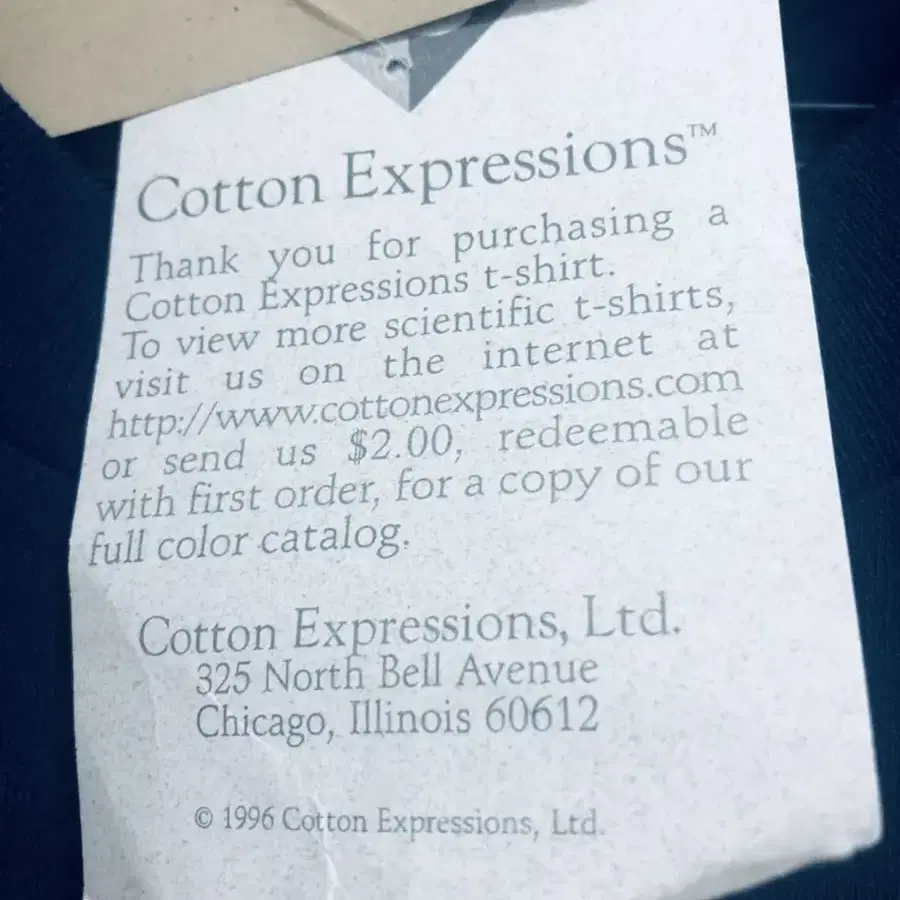 Cotton Expressions™
Thank you for purchasing a
Cotton Expressions t-shirt.
To view more scientific t-shirts,
visit us on the internet at
http://www.cottonexpressions.com
or send us $2.00, redeemable
with first order, for a copy of our
full color catalog.
Cotton Expressions, Ltd.
325 North Bell Avenue
Chicago, Illinois 60612
© 1996 Cotton Expressions, Ltd.